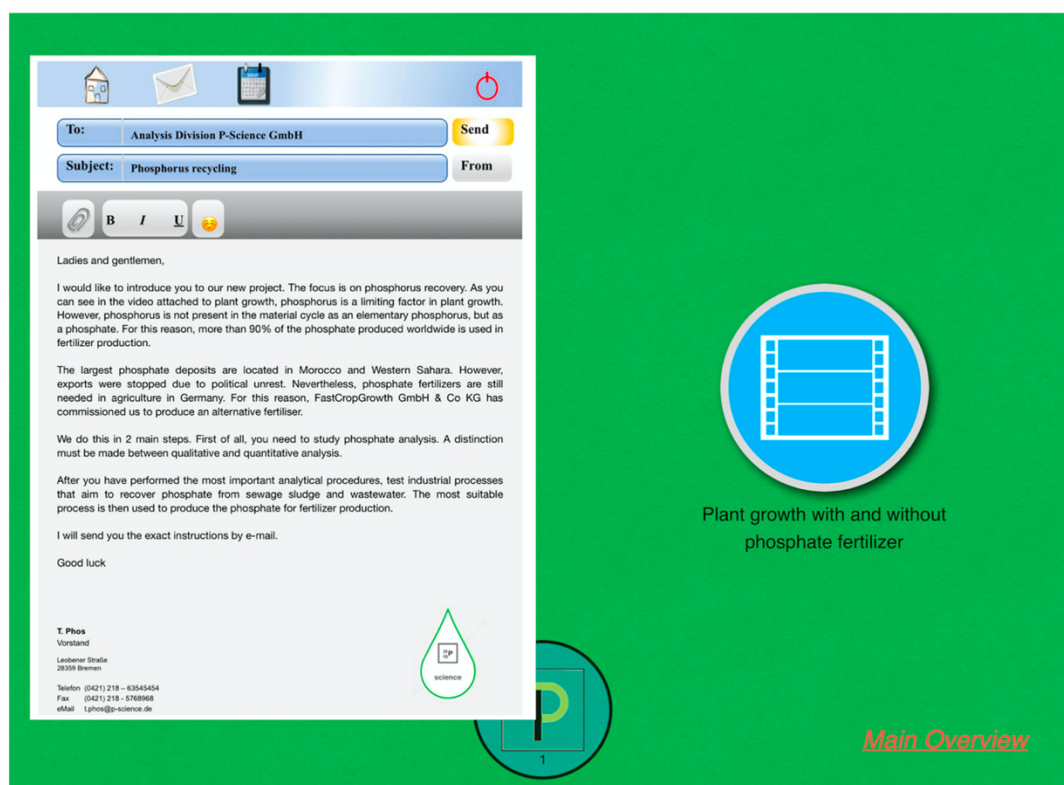 To: Analysis Division P-Science GmbH Send
Subject: Phosphorus recycling From
B I U
Ladies and gentlemen,
I would like to introduce you to our new project. The focus is on phosphorus recovery. As you
can see in the video attached to plant growth, phosphorus is a limiting factor in plant growth.
However, phosphorus is not present in the material cycle as an elementary phosphorus, but as
a phosphate. For this reason, more than 90% of the phosphate produced worldwide is used in
fertilizer production.
The largest phosphate deposits are located in Morocco and Western Sahara. However,
exports were stopped due to political unrest. Nevertheless, phosphate fertilizers are still
needed in agriculture in Germany. For this reason, FastCropGrowth GmbH & Co KG has
commissioned us to produce an alternative fertiliser.
We do this in 2 main steps. First of all, you need to study phosphate analysis. A distinction
must be made between qualitative and quantitative analysis.
After you have performed the most important analytical procedures, test industrial processes
that aim to recover phosphate from sewage sludge and wastewater. The most suitable
process is then used to produce the phosphate for fertilizer production.
I will send you the exact instructions by e-mail.
Good luck
T. Phos
Vorstand
Leobener Straße
28359 Bremen
Telefon (0421) 218 – 63545454
Fax (0421) 218 - 5768968
eMail t.phos@p-science.de
P
science
P
1
Plant growth with and without
phosphate fertilizer
Main Overview